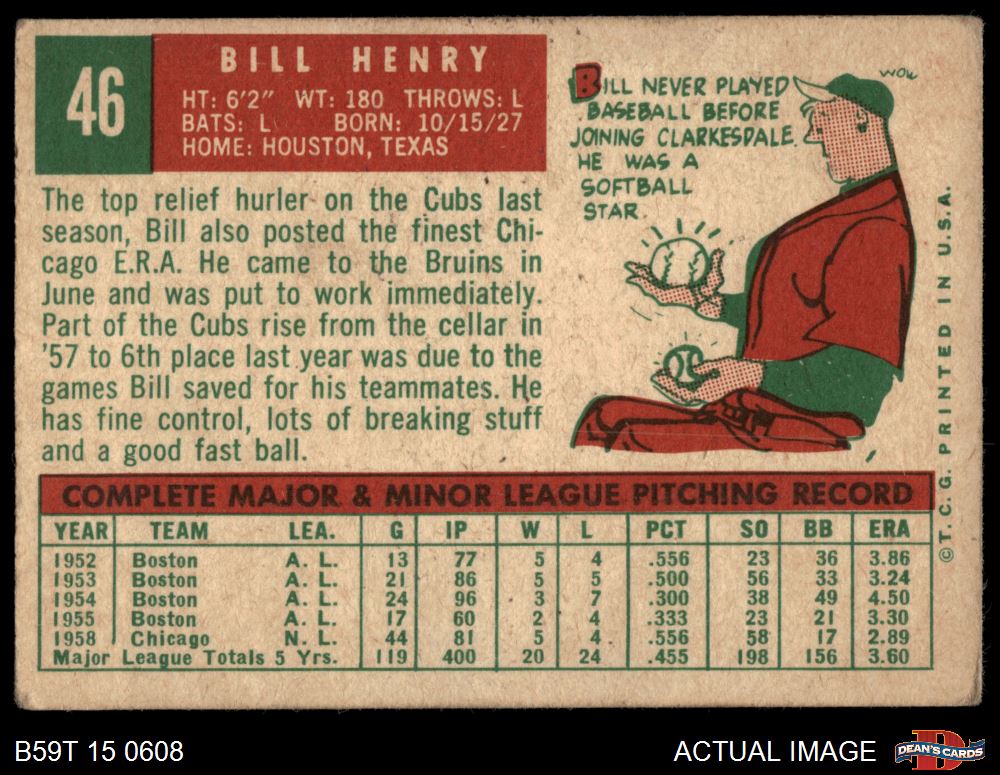 46
BILL HENRY
HT: 6'2" WT: 180 THROWS: L
BATS: L BORN: 10/15/27
HOME: HOUSTON, TEXAS
The top relief hurler on the Cubs last
season, Bill also posted the finest Chi-
cago E.R.A. He came to the Bruins in
June and was put to work immediately.
Part of the Cubs rise from the cellar in
'57 to 6th place last year was due to the
games Bill saved for his teammates. He
has fine control, lots of breaking stuff
and a good fast ball.
BILL NEVER PLAYED
BASEBALL BEFORE
JOINING CLARKESDALE.
HE WAS A
SOFTBALL
STAR.
WOW
© T. C. G. PRINTED IN U.S.A.
COMPLETE MAJOR & MINOR LEAGUE PITCHING RECORD
YEAR TEAM LEA. G IP W L PCT SO BB ERA
1952 Boston A. L. 13 77 5 4 .556 23 36 3.86
1953 Boston A. L. 21 86 5 5 .500 56 33 3.24
1954 Boston A. L. 24 96 3 7 .300 38 49 4.50
1955 Boston A. L. 17 60 2 4 .333 23 21 3.30
1958 Chicago N. L. 44 81 5 4 .556 58 17 2.89
Major League Totals 5 Yrs. 119 400 20 24 .455 198 156 3.60
B59T 15 0608
ACTUAL IMAGE
DEAN'S CARDS